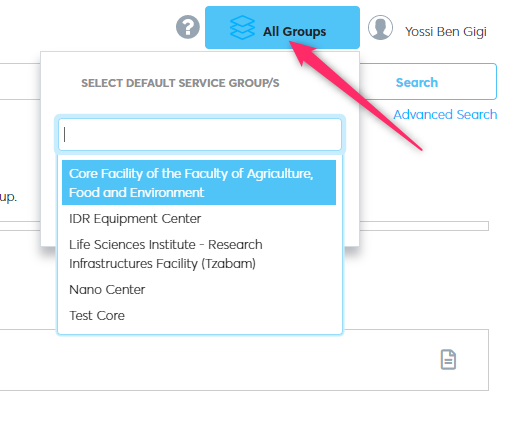 ?
All Groups
Yossi Ben Gigi
SELECT DEFAULT SERVICE GROUP/S
Search
Advanced Search
Core Facility of the Faculty of Agriculture,
Food and Environment
up.
IDR Equipment Center
Life Sciences Institute - Research
Infrastructures Facility (Tzabam)
Nano Center
Test Core